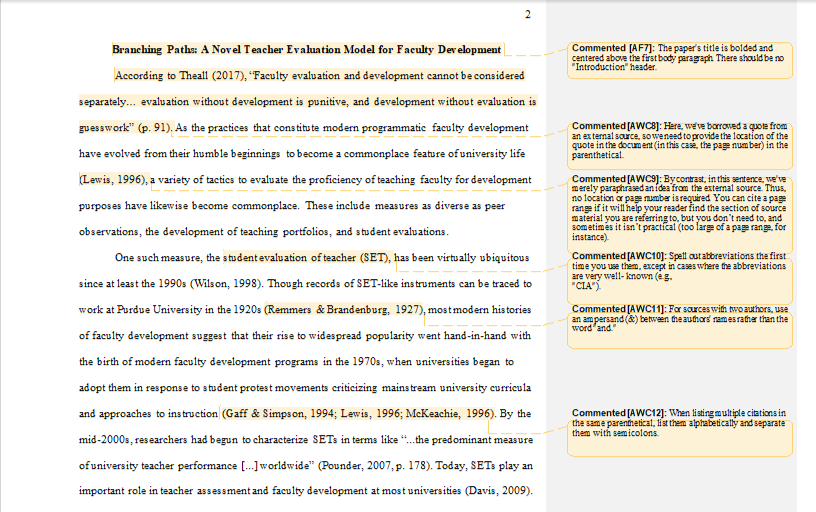 2
Branching Paths: A Novel Teacher Evaluation Model for Faculty Development
According to Theall (2017), “Faculty evaluation and development cannot be considered
separately... evaluation without development is punitive, and development without evaluation is
guesswork” (p. 91). As the practices that constitute modern programmatic faculty development
have evolved from their humble beginnings to become a commonplace feature of university life
(Lewis, 1996), a variety of tactics to evaluate the proficiency of teaching faculty for development
purposes have likewise become commonplace. These include measures as diverse as peer
observations, the development of teaching portfolios, and student evaluations.
One such measure, the student evaluation of teacher (SET), has been virtually ubiquitous
since at least the 1990s (Wilson, 1998). Though records of SET-like instruments can be traced to
work at Purdue University in the 1920s (Remmers & Brandenburg, 1927), most modern histories
of faculty development suggest that their rise to widespread popularity went hand-in-hand with
the birth of modern faculty development programs in the 1970s, when universities began to
adopt them in response to student protest movements criticizing mainstream university curricula
and approaches to instruction (Gaff & Simpson, 1994; Lewis, 1996; McKeachie, 1996). By the
mid-2000s, researchers had begun to characterize SETs in terms like “...the predominant measure
of university teacher performance [...] worldwide” (Pounder, 2007, p. 178). Today, SETs play an
important role in teacher assessment and faculty development at most universities (Davis, 2009).
Commented [AF7]: The paper's title is bolded and
centered above the first body paragraph. There should be no
"Introduction" header.
Commented [AWC8]: Here, we've borrowed a quote from
an external source, so we need to provide the location of the
quote in the document (in this case, the page number) in the
parenthetical.
Commented [AWC9]: By contrast, in this sentence, we've
merely paraphrased an idea from the external source. Thus,
no location or page number is required. You can cite a page
range if it will help your reader find the section of source
material you are referring to, but you don't need to, and
sometimes it isn't practical (too large of a page range, for
instance).
Commented [AWC10]: Spell out abbreviations the first
time you use them, except in cases where the abbreviations
are very well- known (e.g.,
"CIA").
Commented [AWC11]: For sources with two authors, use
an ampersand (&) between the authors' names rather than the
word "and."
Commented [AWC12]: When listing multiple citations in
the same parenthetical, list them alphabetically and separate
them with semicolons.